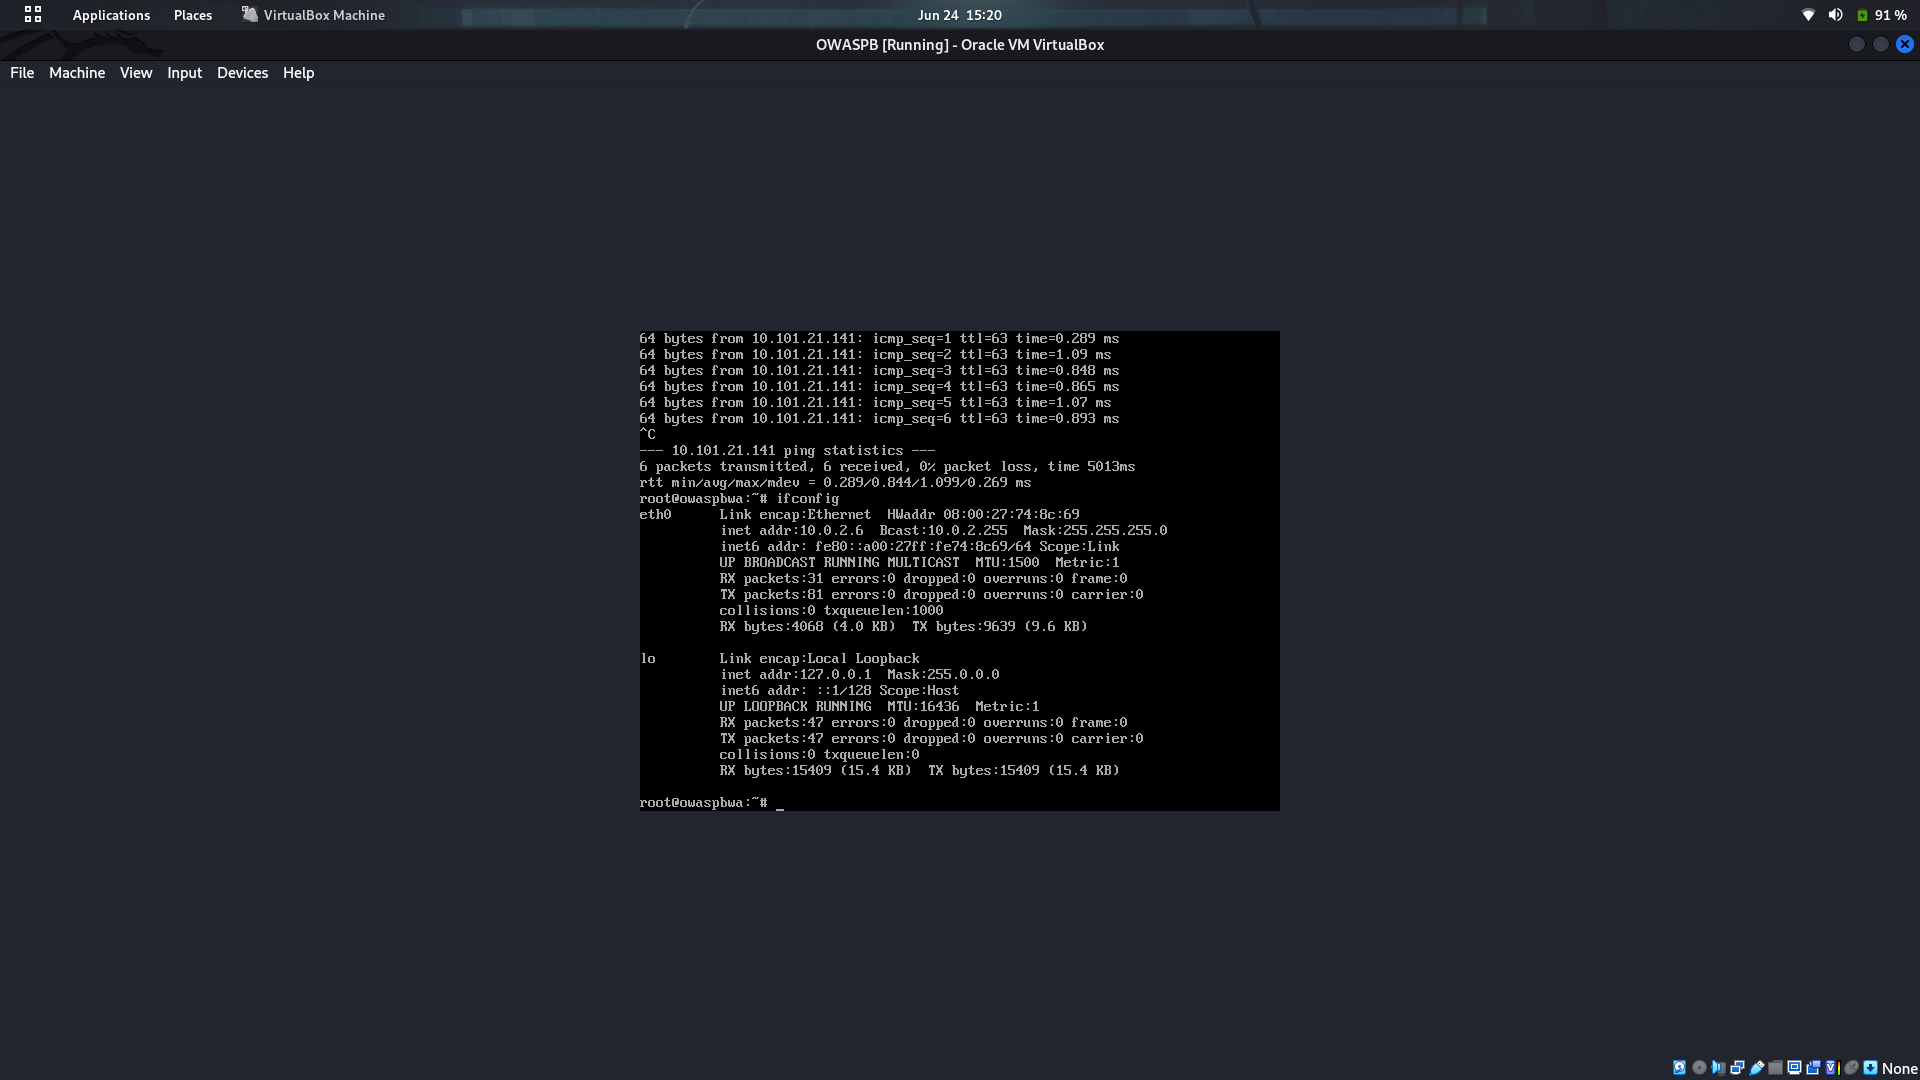 Applications Places VirtualBox Machine Jun 24 15:20 91 %
OWASPB [Running] - Oracle VM VirtualBox
File Machine View Input Devices Help
64 bytes from 10.101.21.141: icmp_seq=1 ttl=63 time=0.289 ms
64 bytes from 10.101.21.141: icmp_seq=2 ttl=63 time=1.09 ms
64 bytes from 10.101.21.141: icmp_seq=3 ttl=63 time=0.848 ms
64 bytes from 10.101.21.141: icmp_seq=4 ttl=63 time=0.865 ms
64 bytes from 10.101.21.141: icmp_seq=5 ttl=63 time=1.07 ms
64 bytes from 10.101.21.141: icmp_seq=6 ttl=63 time=0.893 ms
^C
--- 10.101.21.141 ping statistics ---
6 packets transmitted, 6 received, 0% packet loss, time 5013ms
rtt min/avg/max/mdev = 0.289/0.844/1.099/0.269 ms
root@owaspbwa:~# ifconfig
eth0 Link encap:Ethernet HWaddr 08:00:27:74:8c:69
inet addr:10.0.2.6 Bcast:10.0.2.255 Mask:255.255.255.0
inet6 addr: fe80::a00:27ff:fe74:8c69/64 Scope:Link
UP BROADCAST RUNNING MULTICAST MTU:1500 Metric:1
RX packets:31 errors:0 dropped:0 overruns:0 frame:0
TX packets:81 errors:0 dropped:0 overruns:0 carrier:0
collisions:0 txqueuelen:1000
RX bytes:4068 (4.0 KB) TX bytes:9639 (9.6 KB)
lo Link encap:Local Loopback
inet addr:127.0.0.1 Mask:255.0.0.0
inet6 addr: ::1/128 Scope:Host
UP LOOPBACK RUNNING MTU:16436 Metric:1
RX packets:47 errors:0 dropped:0 overruns:0 frame:0
TX packets:47 errors:0 dropped:0 overruns:0 carrier:0
collisions:0 txqueuelen:0
RX bytes:15409 (15.4 KB) TX bytes:15409 (15.4 KB)
root@owaspbwa:~# _
None